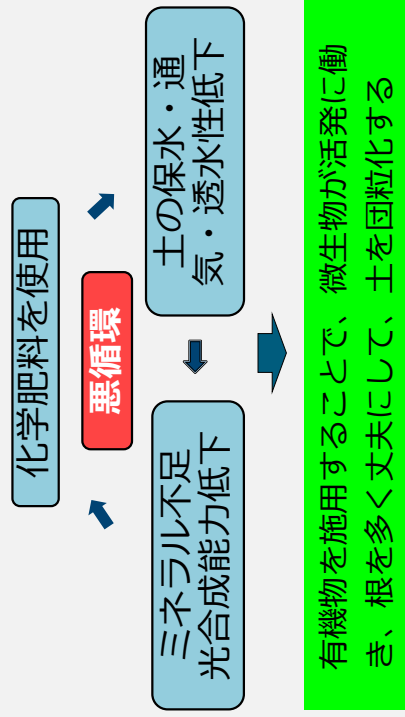 化学肥料を使用
悪循環
ミネラル不足
光合成能力低下
土の保水・通
気・透水性低下
有機物を施用することで、微生物が活発に働
き、根を多く丈夫にして、土を団粒化する